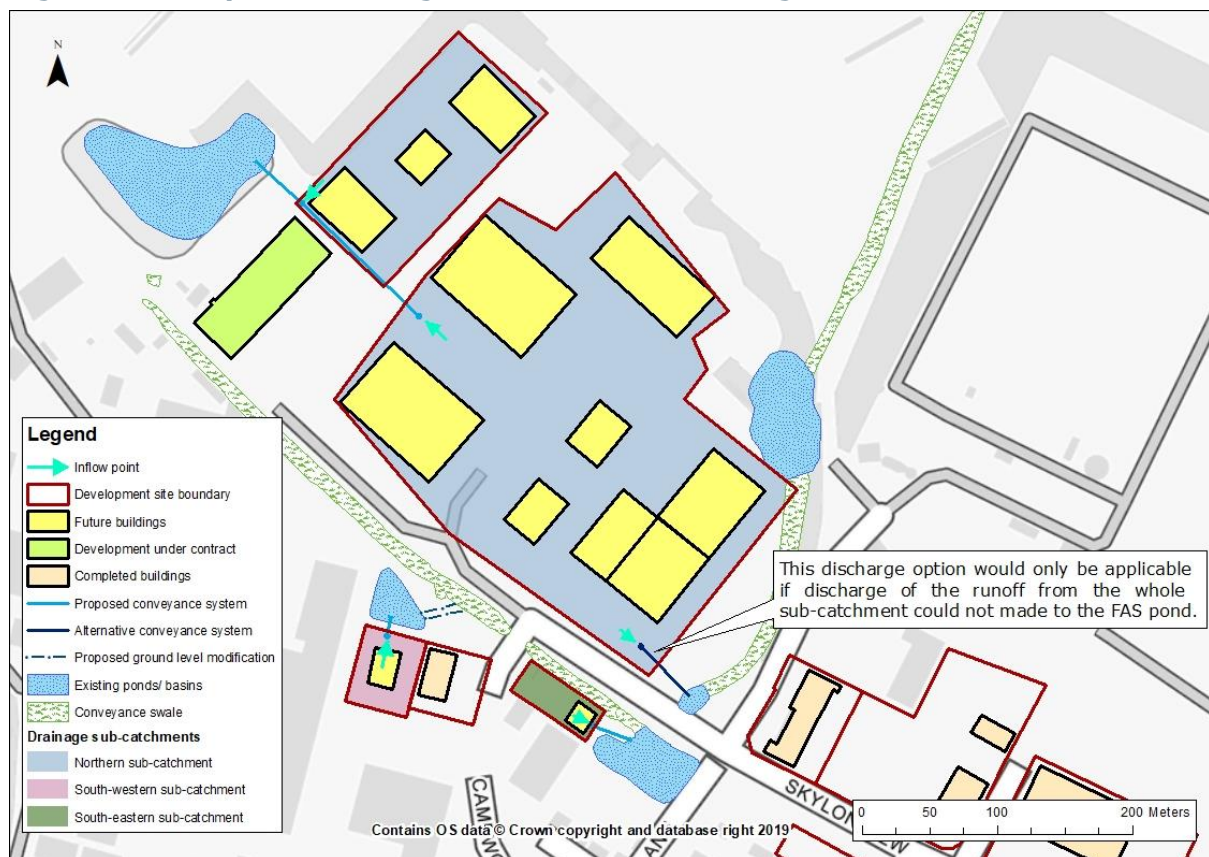 N
This discharge option would only be applicable
if discharge of the runoff from the whole
sub-catchment could not made to the FAS pond.
Legend
Inflow point
Development site boundary
Future buildings
Development under contract
Completed buildings
Proposed conveyance system
Alternative conveyance system
Proposed ground level modification
Existing ponds/ basins
Conveyance swale
Drainage sub-catchments
Northern sub-catchment
South-western sub-catchment
South-eastern sub-catchment
SKYLON
0 50 100 200 Meters
Contains OS data © Crown copyright and database right 2019